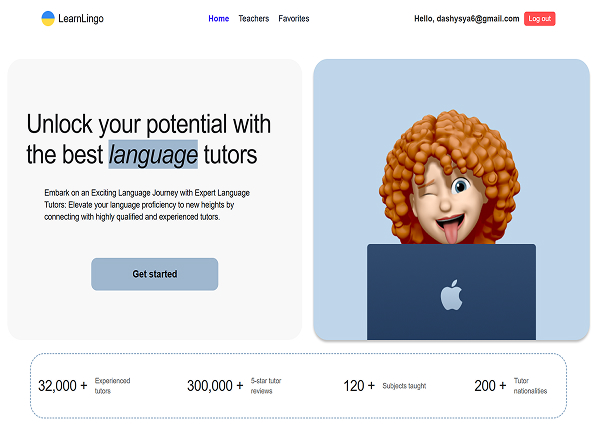 LearnLingo
Home Teachers Favorites
Hello, dashysya6@gmail.com Log out
Unlock your potential with
the best language tutors
Embark on an Exciting Language Journey with Expert Language
Tutors: Elevate your language proficiency to new heights by
connecting with highly qualified and experienced tutors.
Get started
32,000 + Experienced
tutors
300,000 + 5-star tutor
reviews
120 + Subjects taught
200 + Tutor
nationalities